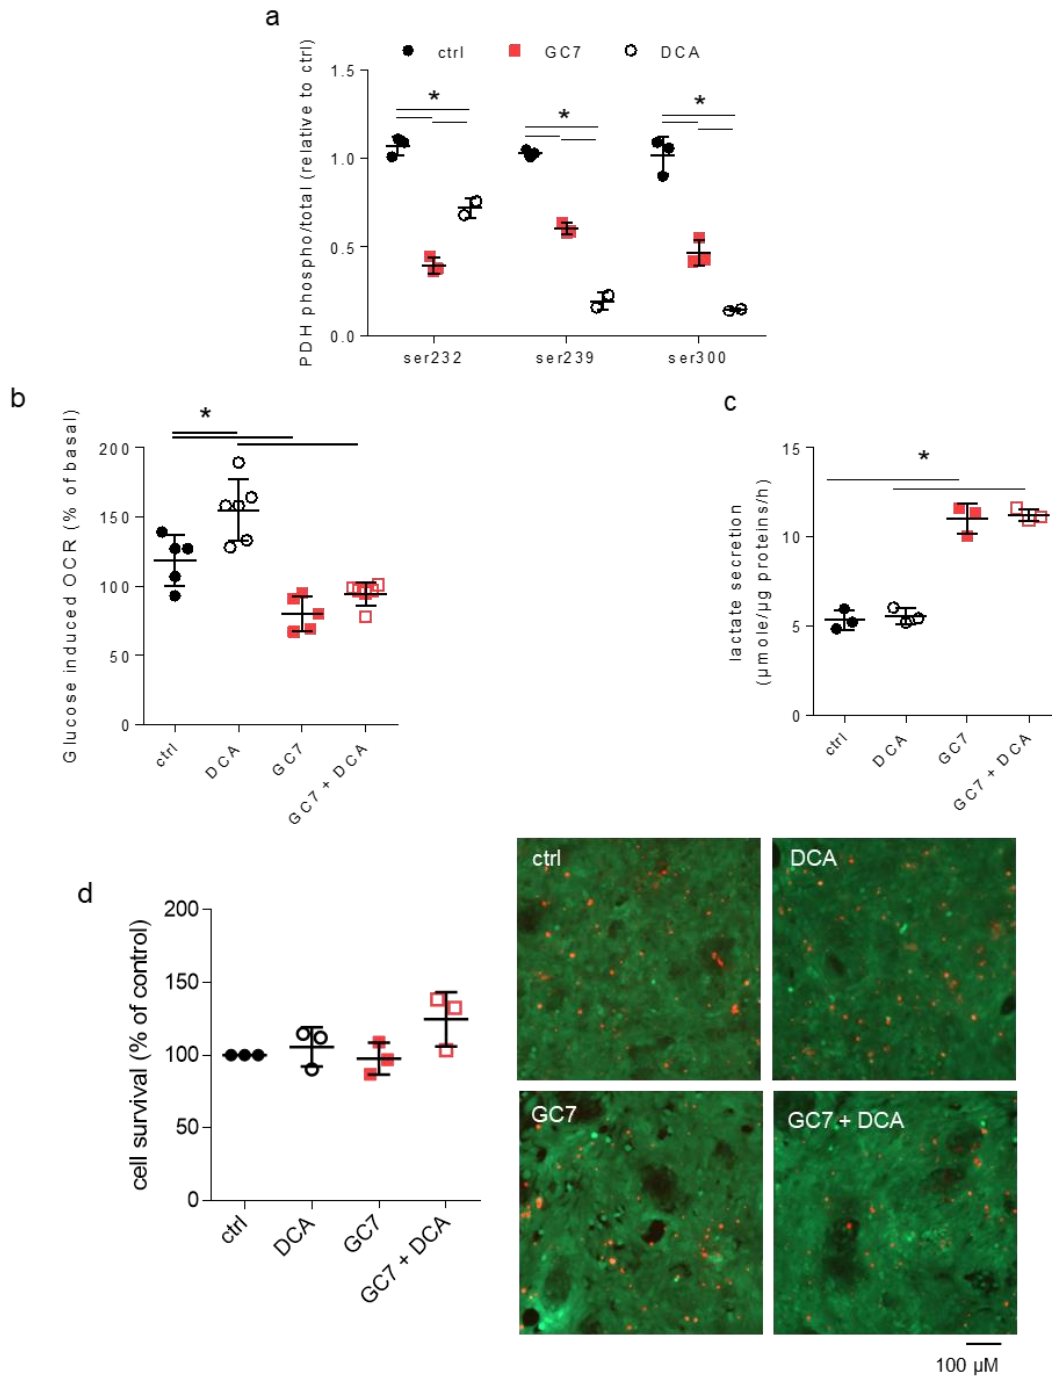 a
ctrl GC7 DCA
PDH phospho/total (relative to ctrl)
1.5
1.0
0.5
0.0
* * *
ser232 ser239 ser300
b
Glucose induced OCR (% of basal)
200
150
100
50
0
*
ctrl DCA GC7 GC7 + DCA
c
lactate secretion
(µmole/µg proteins/h)
15
10
5
0
*
ctrl DCA GC7 GC7 + DCA
d
cell survival (% of control)
200
150
100
50
0
ctrl DCA GC7 GC7 + DCA
ctrl DCA
GC7 GC7 + DCA
100 µM